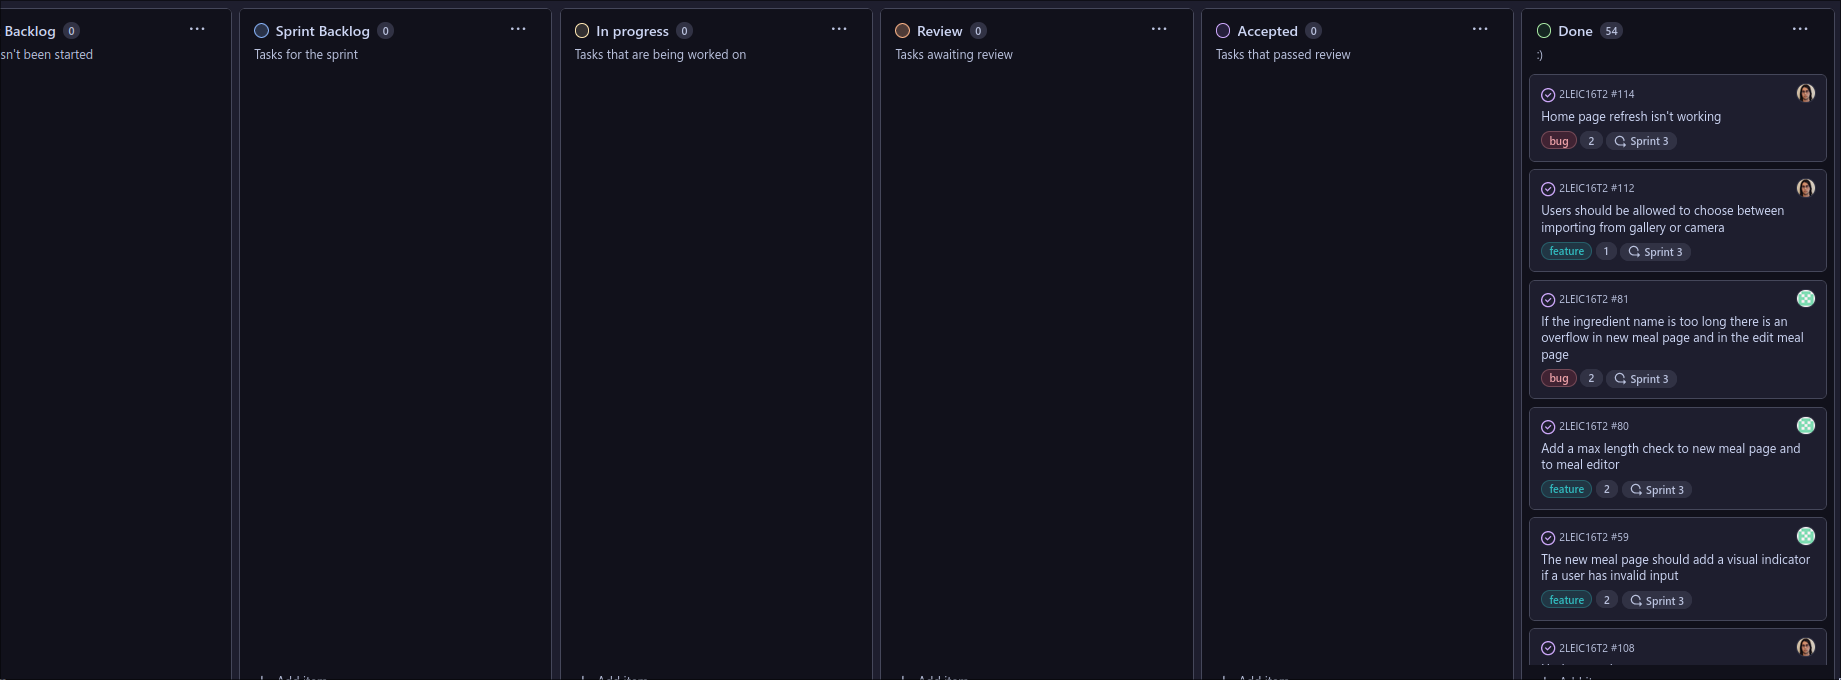 Backlog 0
sn't been started
Sprint Backlog 0
Tasks for the sprint
In progress 0
Tasks that are being worked on
Review 0
Tasks awaiting review
Accepted 0
Tasks that passed review
Done 54
:)
2LEIC16T2 #114
Home page refresh isn't working
bug 2 Sprint 3
2LEIC16T2 #112
Users should be allowed to choose between
importing from gallery or camera
feature 1 Sprint 3
2LEIC16T2 #81
If the ingredient name is too long there is an
overflow in new meal page and in the edit meal
page
bug 2 Sprint 3
2LEIC16T2 #80
Add a max length check to new meal page and
to meal editor
feature 2 Sprint 3
2LEIC16T2 #59
The new meal page should add a visual indicator
if a user has invalid input
feature 2 Sprint 3
2LEIC16T2 #108